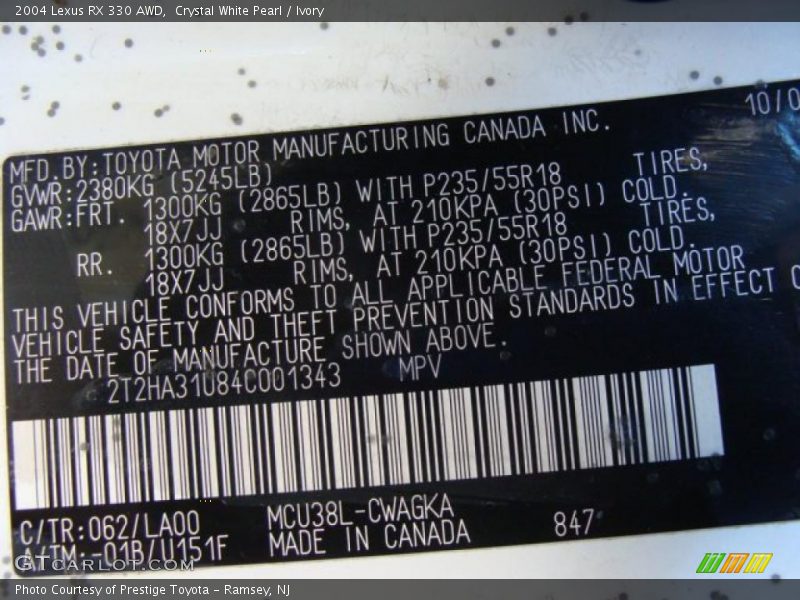 2004 Lexus RX 330 AWD, Crystal White Pearl / Ivory
10/0
MFD.BY:TOYOTA MOTOR MANUFACTURING CANADA INC.
GVWR:2380KG (5245LB)
GAWR:FRT. 1300KG (2865LB) WITH P235/55R18 TIRES,
18X7JJ RIMS, AT 210KPA (30PSI) COLD.
RR. 1300KG (2865LB) WITH P235/55R18 TIRES,
18X7JJ RIMS, AT 210KPA (30PSI) COLD.
THIS VEHICLE CONFORMS TO ALL APPLICABLE FEDERAL MOTOR
VEHICLE SAFETY AND THEFT PREVENTION STANDARDS IN EFFECT O
THE DATE OF MANUFACTURE SHOWN ABOVE.
2T2HA31U84C001343 MPV
C/TR:062/LA00 MCU38L-CWAGKA
A/TM:-01B/U151F MADE IN CANADA 847
GTCARLOT.COM
Photo Courtesy of Prestige Toyota - Ramsey, NJ